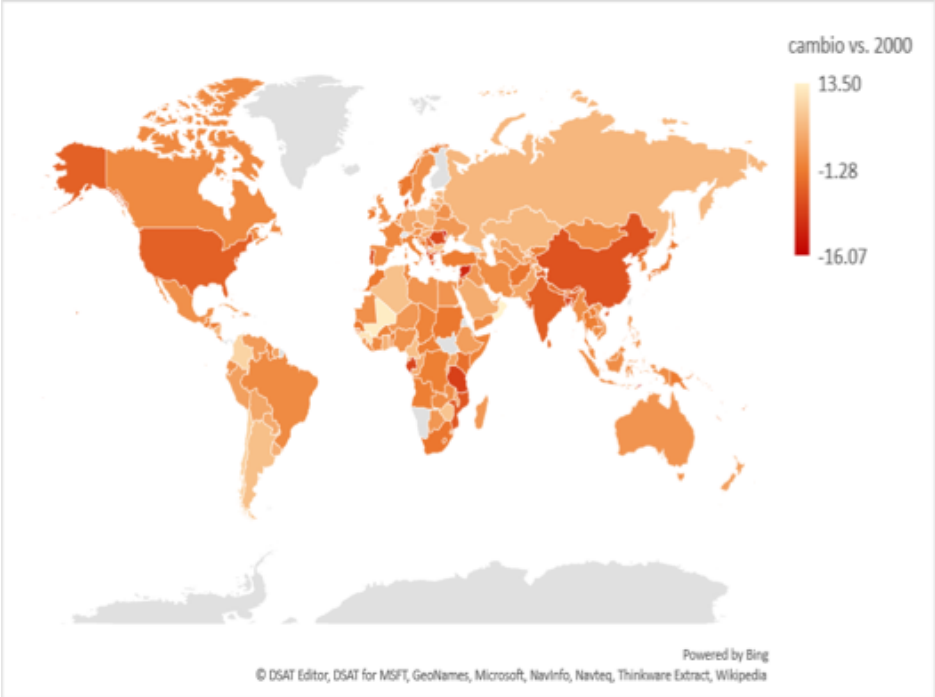 cambio vs. 2000
13.50
-1.28
-16.07
Powered by Bing
© DSAT Editor, DSAT for MSFT, GeoNames, Microsoft, NavInfo, Navteq, Thinkware Extract, Wikipedia